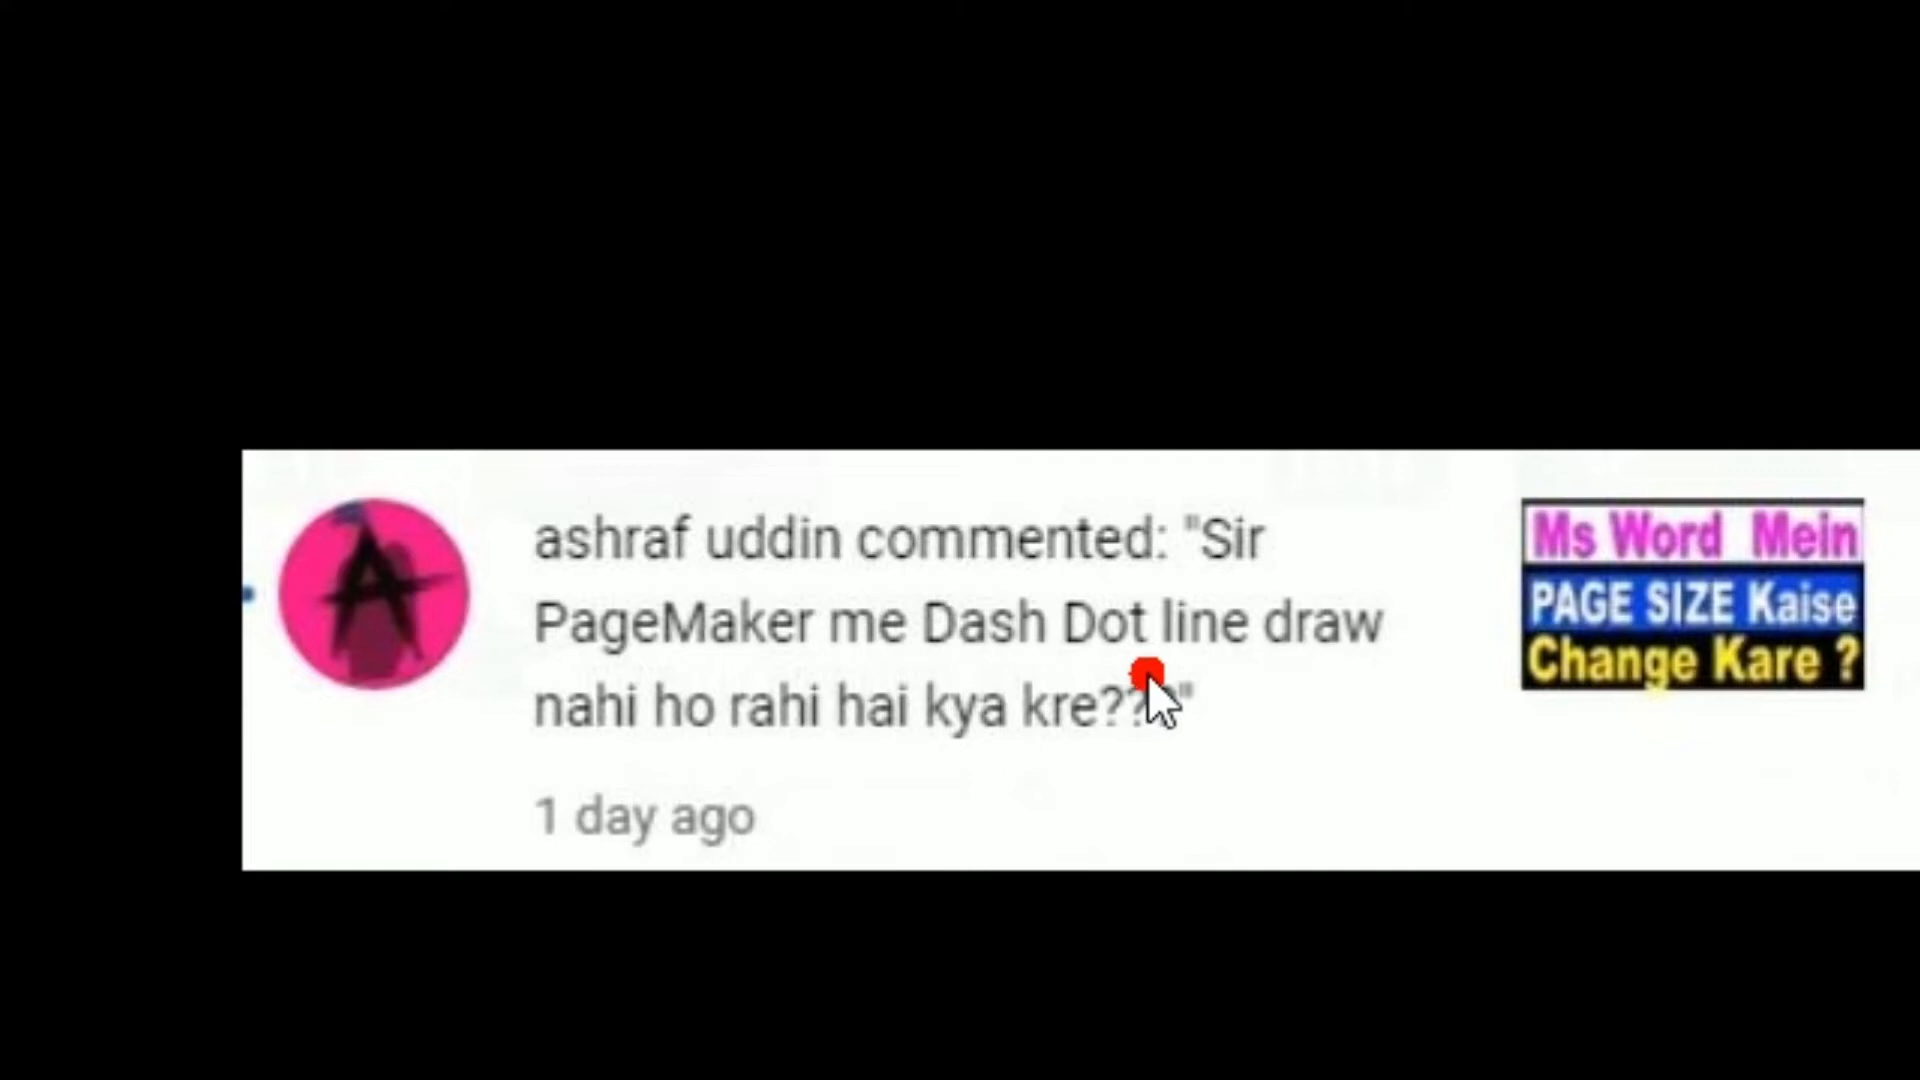 ashraf uddin commented: "Sir
PageMaker me Dash Dot line draw
nahi ho rahi hai kya kre???"
1 day ago
Ms Word Mein
PAGE SIZE Kaise
Change Kare ?